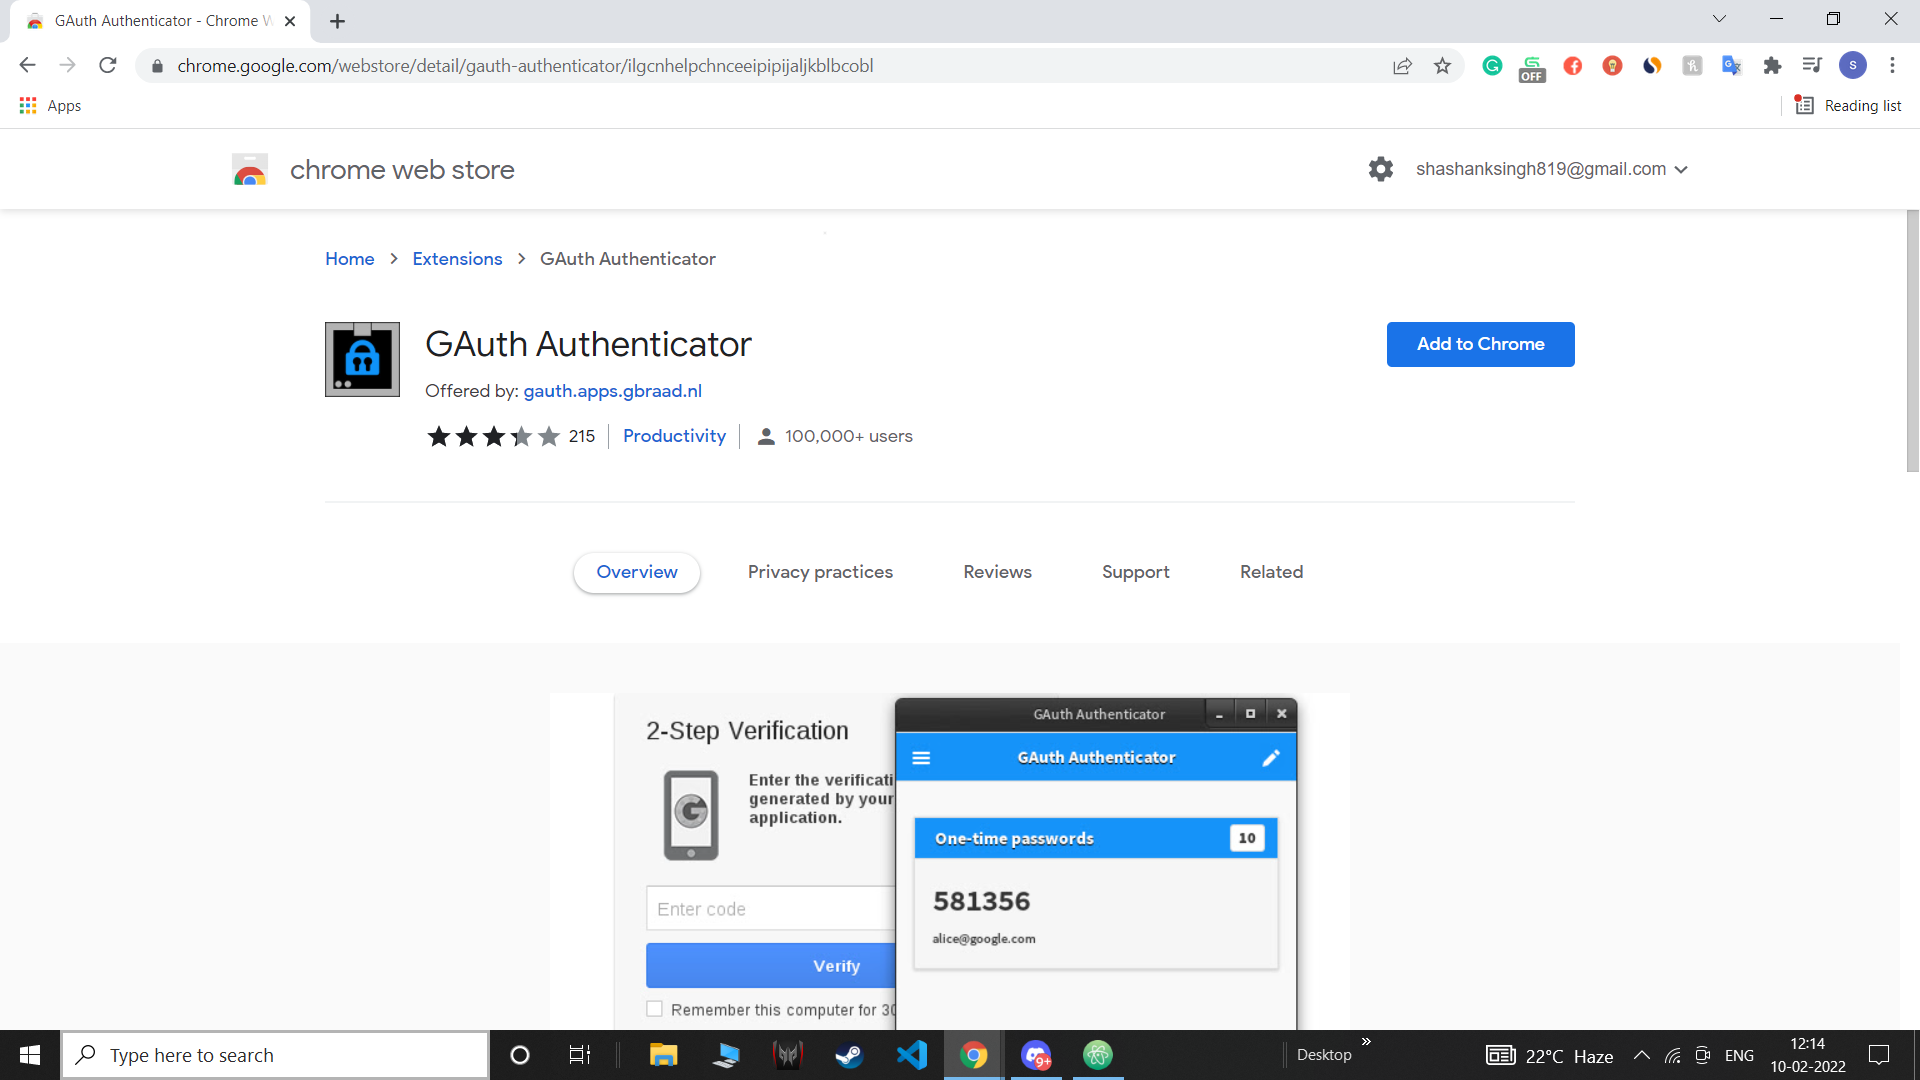 GAuth Authenticator - Chrome W
chrome.google.com/webstore/detail/gauth-authenticator/ilgcnhelpchnceeipipijaljkblbcobl
OFF
S
Apps
Reading list
chrome web store
shashanksingh819@gmail.com
Home > Extensions > GAuth Authenticator
GAuth Authenticator
Add to Chrome
Offered by: gauth.apps.gbraad.nl
215 Productivity 100,000+ users
Overview Privacy practices Reviews Support Related
2-Step Verification
Enter the verificati
generated by your
application.
Enter code
Verify
Remember this computer for 30
GAuth Authenticator
GAuth Authenticator
One-time passwords 10
581356
alice@google.com
Type here to search
9+
Desktop
22°C Haze
ENG
12:14
10-02-2022